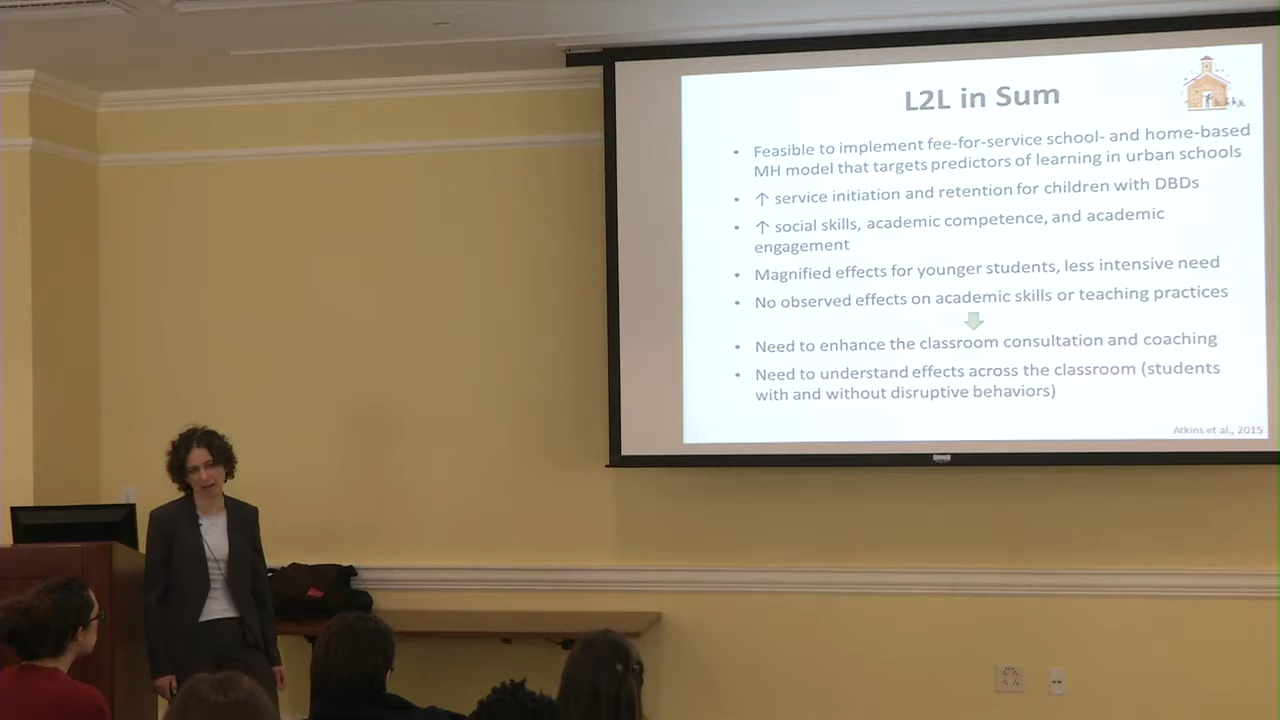 L2L in Sum
• Feasible to implement fee-for-service school- and home-based
MH model that targets predictors of learning in urban schools
• ↑ service initiation and retention for children with DBDs
• ↑ social skills, academic competence, and academic
engagement
• Magnified effects for younger students, less intensive need
• No observed effects on academic skills or teaching practices
• Need to enhance the classroom consultation and coaching
• Need to understand effects across the classroom (students
with and without disruptive behaviors)
Atkins et al., 2015